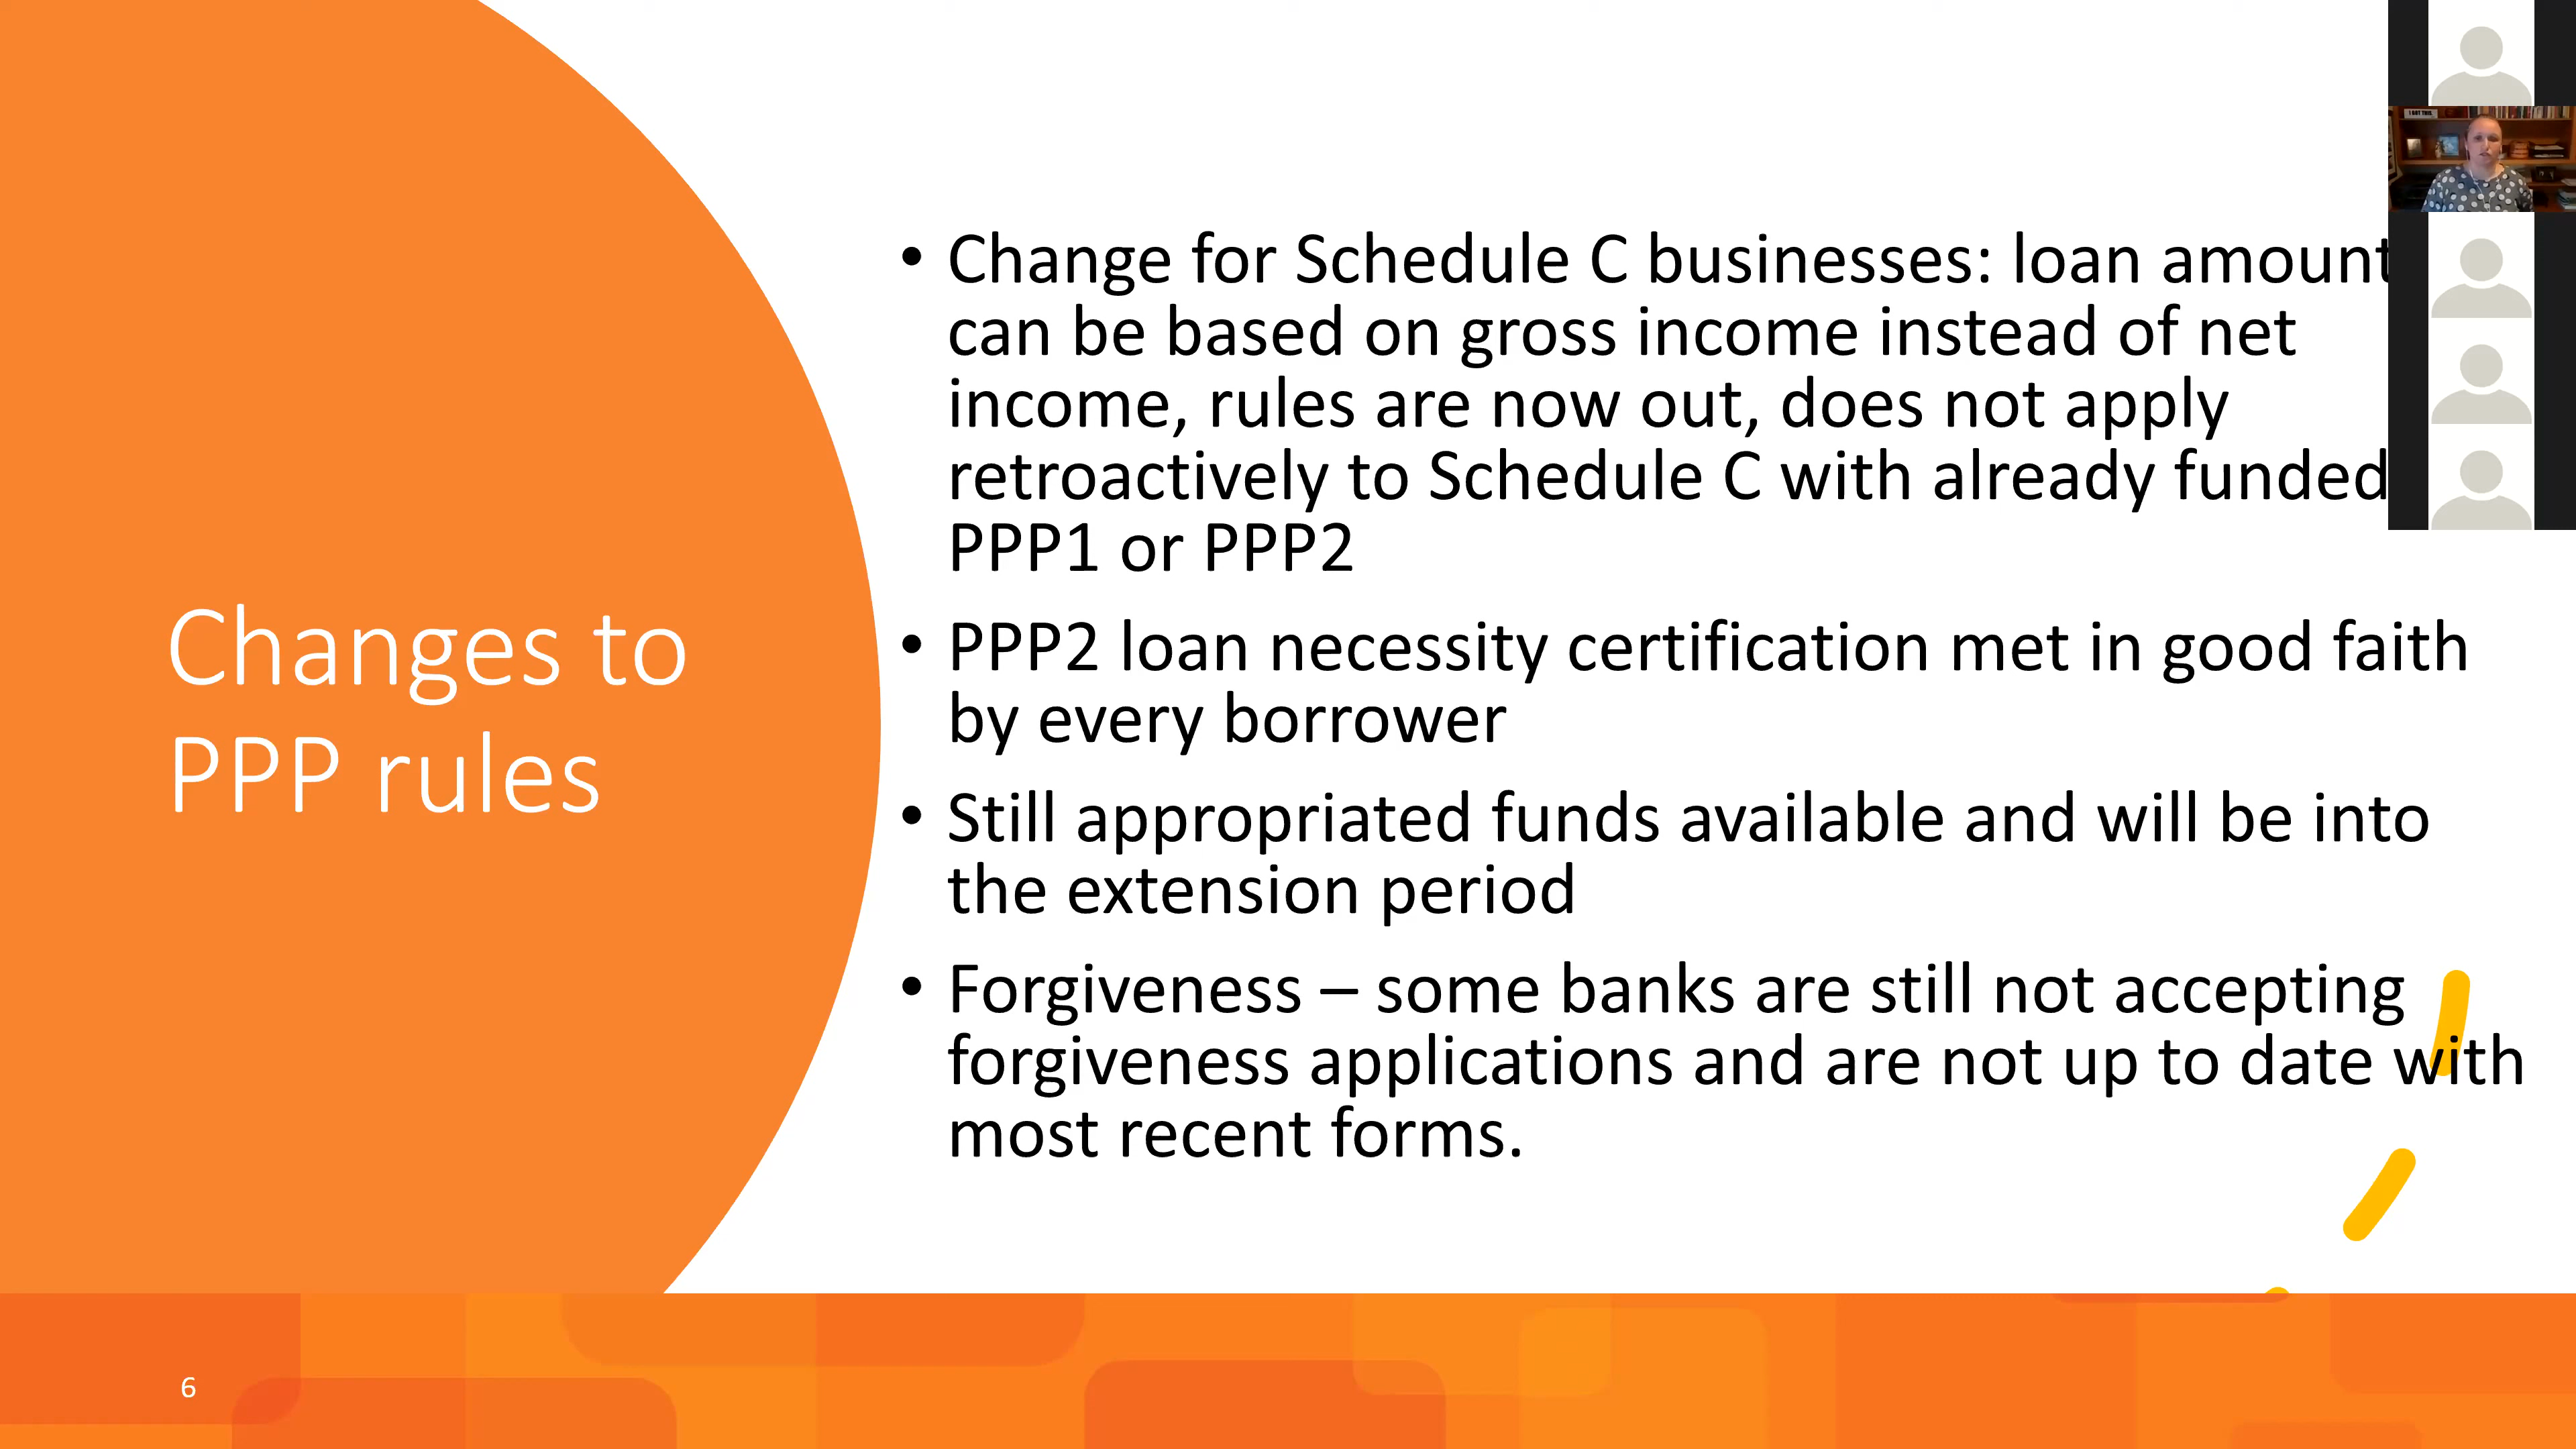 Changes to
PPP rules
• Change for Schedule C businesses: loan amount
can be based on gross income instead of net
income, rules are now out, does not apply
retroactively to Schedule C with already funded
PPP1 or PPP2
• PPP2 loan necessity certification met in good faith
by every borrower
• Still appropriated funds available and will be into
the extension period
• Forgiveness – some banks are still not accepting
forgiveness applications and are not up to date with
most recent forms.
6
I GOT THIS